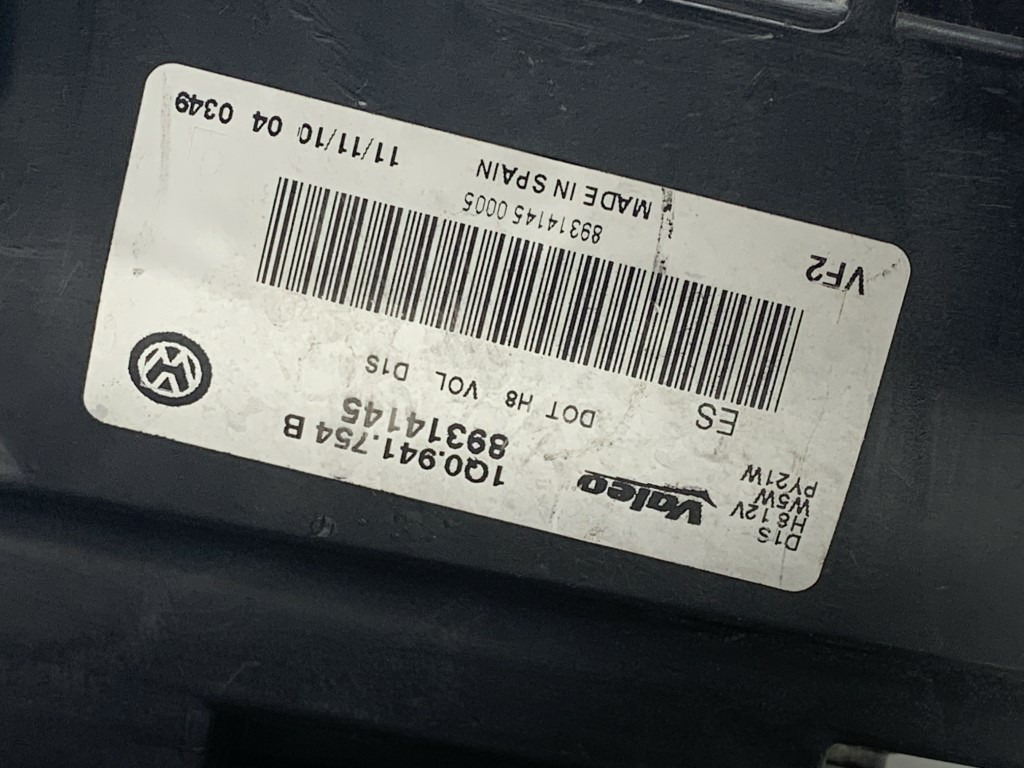 D1S
H8 12V
W5W
PY21W
Valeo
1Q0.941.754 B
89314145
ES
DOT H8 VOL D1S
89314145 0005
MADE IN SPAIN
VF2
11/11/10 04 0349